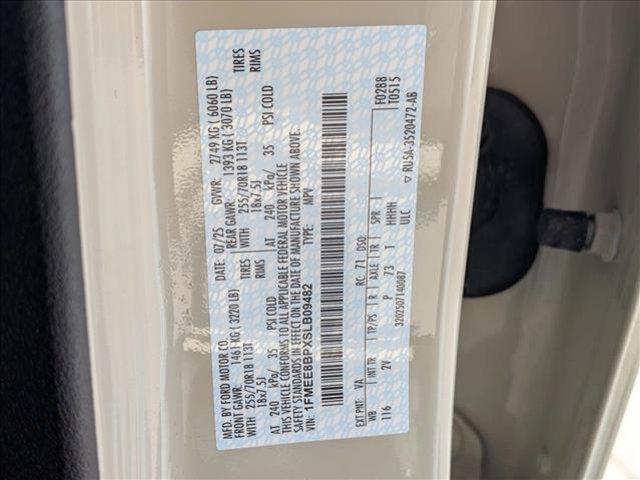 MFD. BY FORD MOTOR CO.
DATE: 07/25 GVWR: 2749 KG ( 6060 LB)
FRONT GAWR: 1461 KG ( 3220 LB) REAR GAWR: 1393 KG ( 3070 LB)
WITH 255/70R18 113T TIRES WITH 255/70R18 113T TIRES
18x7.5J RIMS 18x7.5J RIMS
AT 240 kPa/ 35 PSI COLD AT 240 kPa/ 35 PSI COLD
THIS VEHICLE CONFORMS TO ALL APPLICABLE FEDERAL MOTOR VEHICLE
SAFETY STANDARDS IN EFFECT ON THE DATE OF MANUFACTURE SHOWN ABOVE.
VIN: 1FMEE8BPXSLB09482 TYPE: MPV
F0288
T0515
EXT PNT: VA RC: 71 DSO:
WB INT TR TP/PS R AXLE TR SPR
116 2V P 73 1 HHHH
ULC
3202507140087
▽ RU5A-3520472-AB